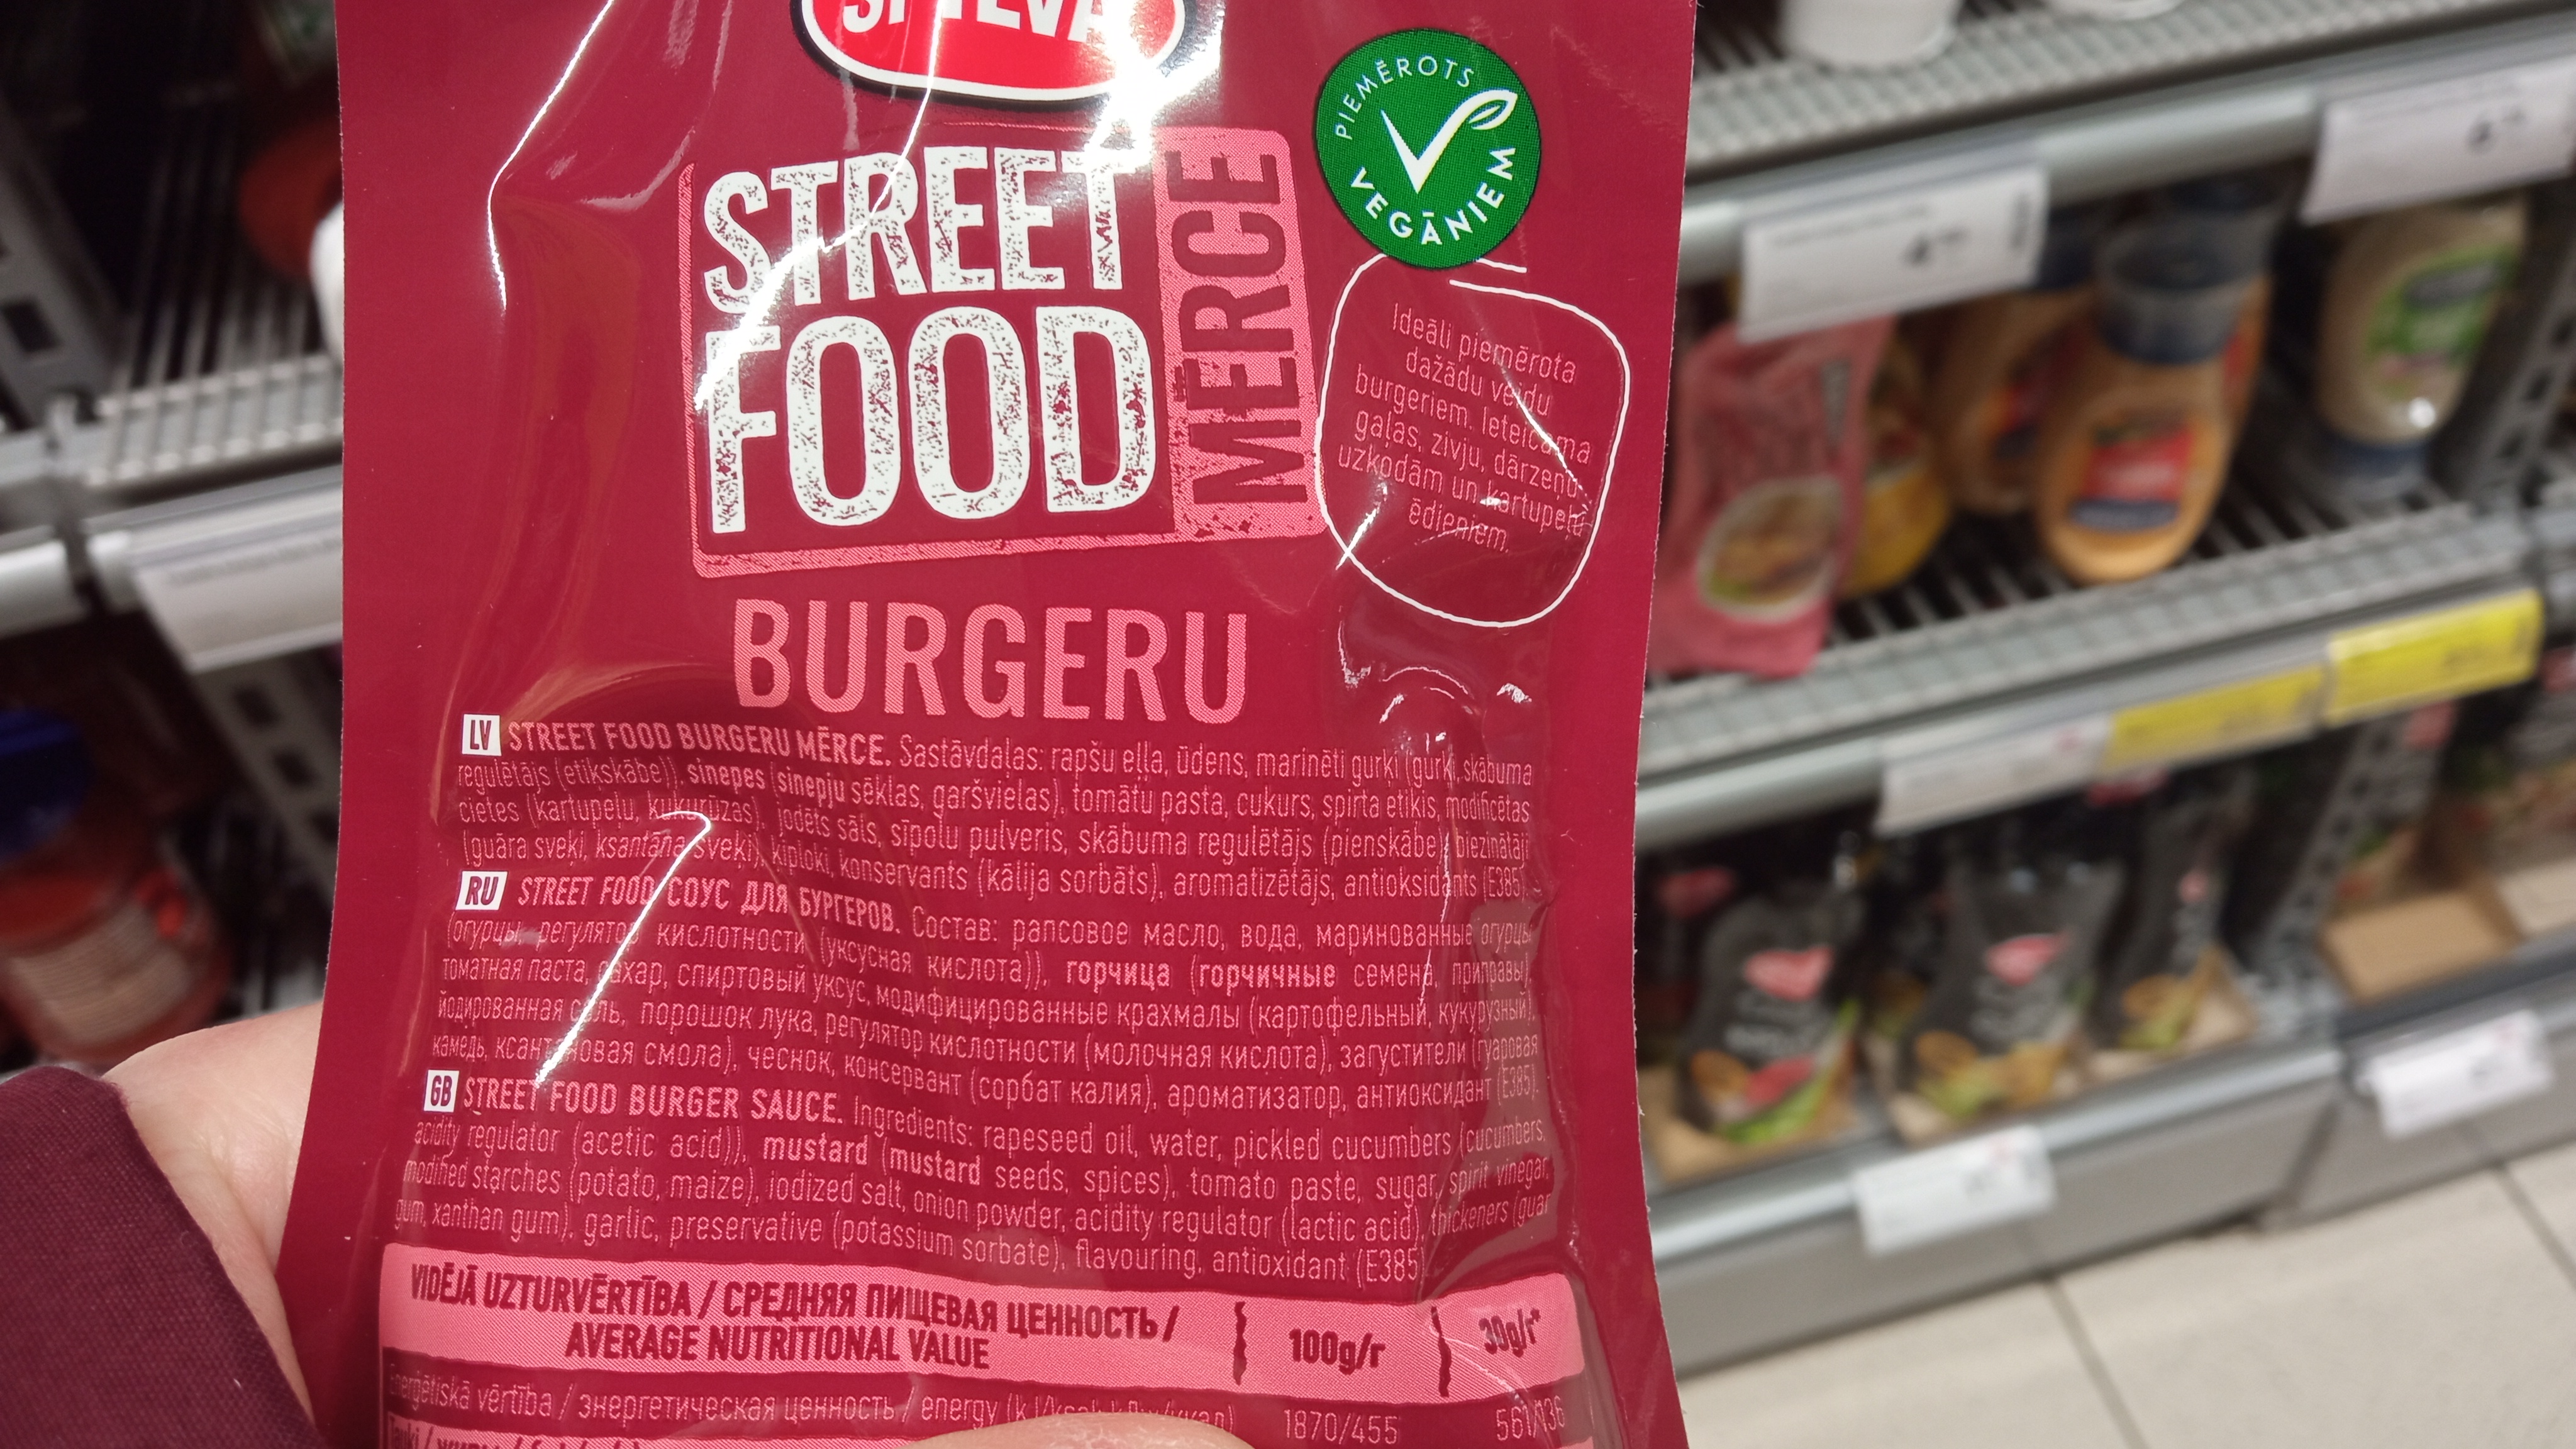 STREET
FOOD
MĒRCE
PIEMĒROTS
VEGĀNIEM
Ideāli piemērota
dažādu veidu
burgeriem. Ieteicama
gaļas, zivju, dārzeņu
uzkodām un kartupeļu
ēdieniem.
BURGERU
LV STREET FOOD BURGERU MĒRCE. Sastāvdaļas: rapšu eļļa, ūdens, marinēti gurķi (gurķi, skābuma
regulētājs (etiķskābe)), sinepes (sinepju sēklas, garšvielas), tomātu pasta, cukurs, spirta etiķis, modificētas
cietes (kartupeļu, kukurūzas), jodēts sāls, sīpolu pulveris, skābuma regulētājs (pienskābe), biezinātāji
(guāra sveķi, ksantāna sveķi), ķiploki, konservants (kālija sorbāts), aromatizētājs, antioksidants (E385).
RU STREET FOOD СОУС ДЛЯ БУРГЕРОВ. Состав: рапсовое масло, вода, маринованные огурцы
(огурцы, регулятор кислотности (уксусная кислота)), горчица (горчичные семена, приправы),
томатная паста, сахар, спиртовый уксус, модифицированные крахмалы (картофельный, кукурузный),
йодированная соль, порошок лука, регулятор кислотности (молочная кислота), загустители (гуаровая
камедь, ксантановая смола), чеснок, консервант (сорбат калия), ароматизатор, антиоксидант (E385).
GB STREET FOOD BURGER SAUCE. Ingredients: rapeseed oil, water, pickled cucumbers (cucumbers,
acidity regulator (acetic acid)), mustard (mustard seeds, spices), tomato paste, sugar, spirit vinegar,
modified starches (potato, maize), iodized salt, onion powder, acidity regulator (lactic acid), thickeners (guar
gum, xanthan gum), garlic, preservative (potassium sorbate), flavouring, antioxidant (E385
VIDĒJĀ UZTURVĒRTĪBA / СРЕДНЯЯ ПИЩЕВАЯ ЦЕННОСТЬ /
AVERAGE NUTRITIONAL VALUE
100g/г
30g/г*
Enerģētiskā vērtība / энергетическая ценность / energy
1870/455
561/136